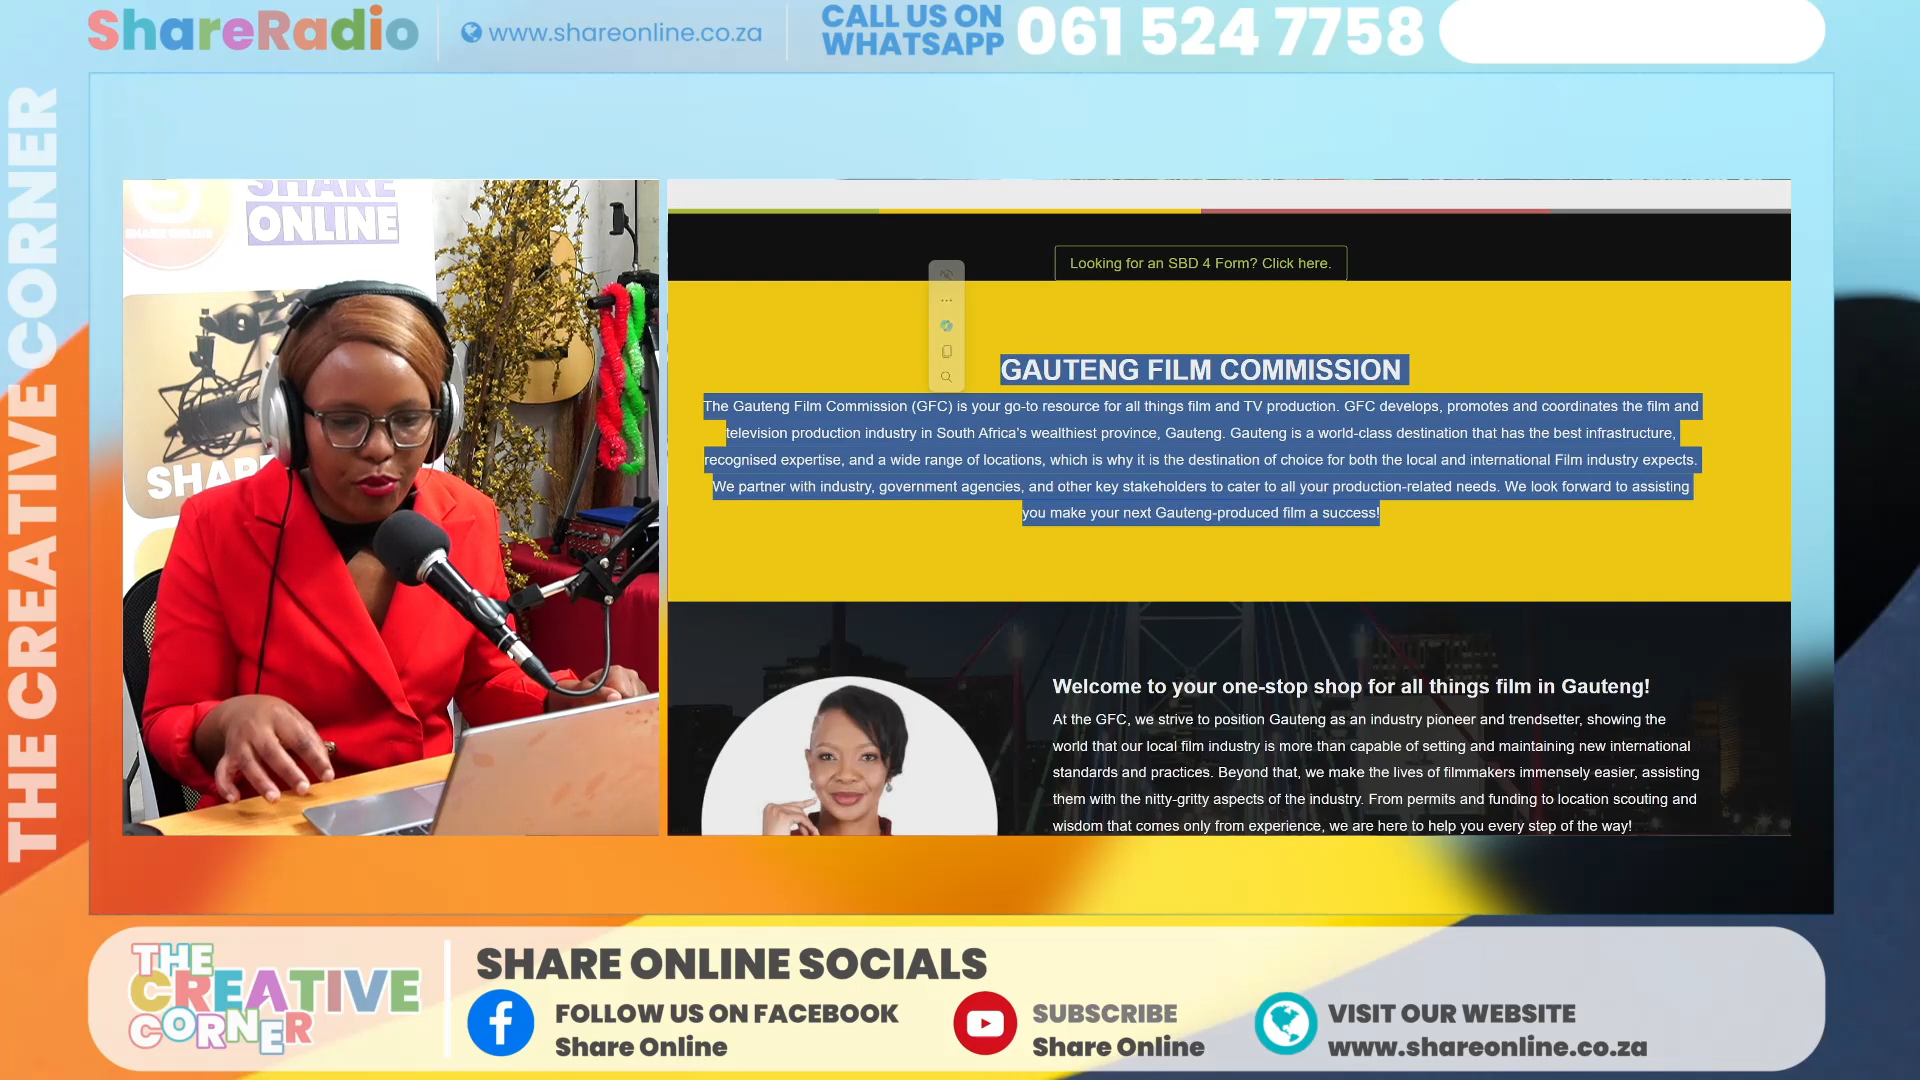 ShareRadio
www.shareonline.co.za
CALL US ON
WHATSAPP
061 524 7758
THE CREATIVE CORNER
SHARE
ONLINE
SHARE ONLINE
SHAR
Looking for an SBD 4 Form? Click here.
GAUTENG FILM COMMISSION
The Gauteng Film Commission (GFC) is your go-to resource for all things film and TV production. GFC develops, promotes and coordinates the film and
television production industry in South Africa's wealthiest province, Gauteng. Gauteng is a world-class destination that has the best infrastructure,
recognised expertise, and a wide range of locations, which is why it is the destination of choice for both the local and international Film industry expects.
We partner with industry, government agencies, and other key stakeholders to cater to all your production-related needs. We look forward to assisting
you make your next Gauteng-produced film a success!
Welcome to your one-stop shop for all things film in Gauteng!
At the GFC, we strive to position Gauteng as an industry pioneer and trendsetter, showing the
world that our local film industry is more than capable of setting and maintaining new international
standards and practices. Beyond that, we make the lives of filmmakers immensely easier, assisting
them with the nitty-gritty aspects of the industry. From permits and funding to location scouting and
wisdom that comes only from experience, we are here to help you every step of the way!
THE
CREATIVE
CORNER
SHARE ONLINE SOCIALS
FOLLOW US ON FACEBOOK
Share Online
SUBSCRIBE
Share Online
VISIT OUR WEBSITE
www.shareonline.co.za